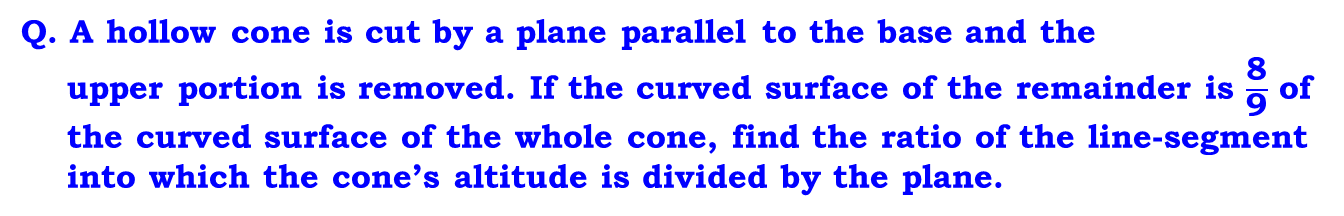 Q. A hollow cone is cut by a plane parallel to the base and the
upper portion is removed. If the curved surface of the remainder is 8/9 of
the curved surface of the whole cone, find the ratio of the line-segment
into which the cone’s altitude is divided by the plane.